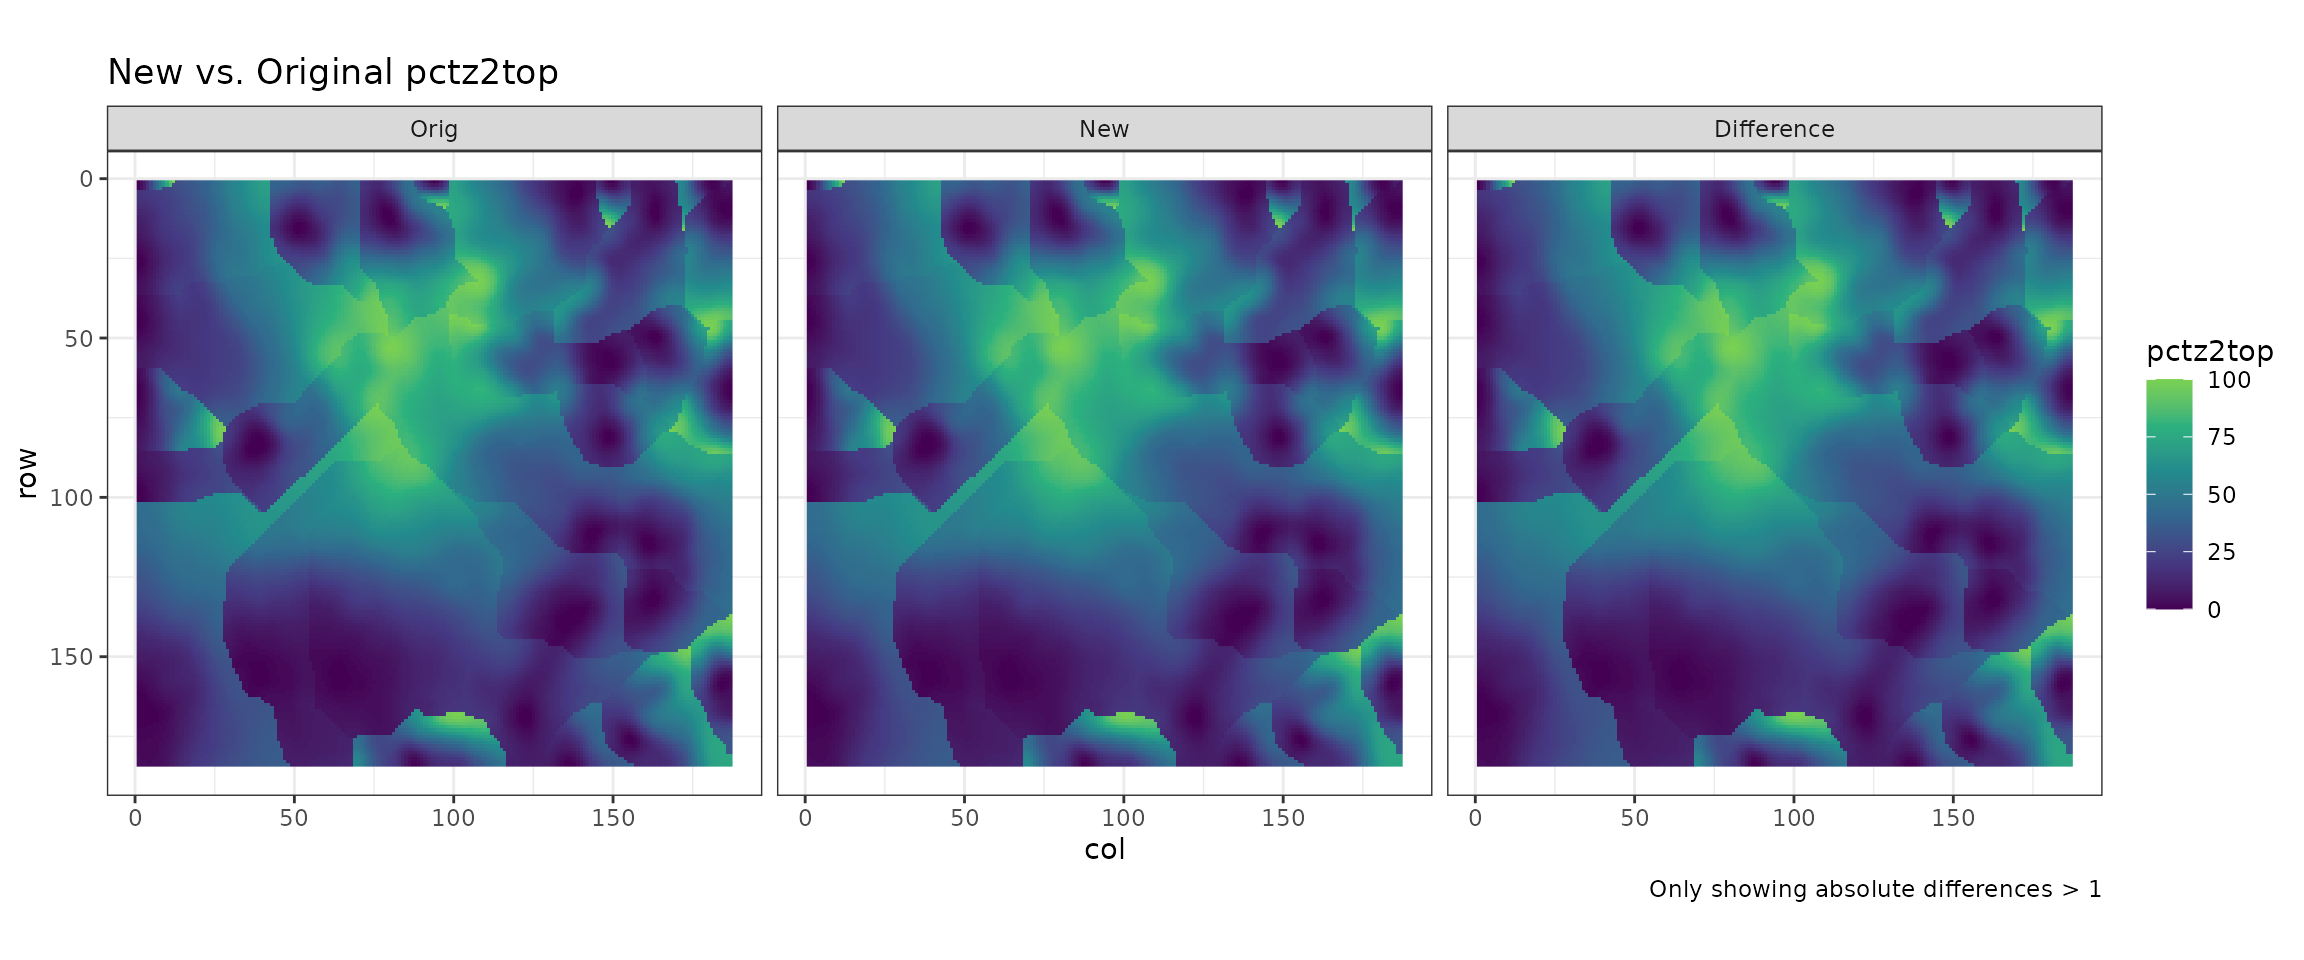 New vs. Original pctz2top
Orig New Difference
0
50
100
150
row
0 50 100 150 0 50 100 150 0 50 100 150
col
pctz2top
100
75
50
25
0
Only showing absolute differences > 1